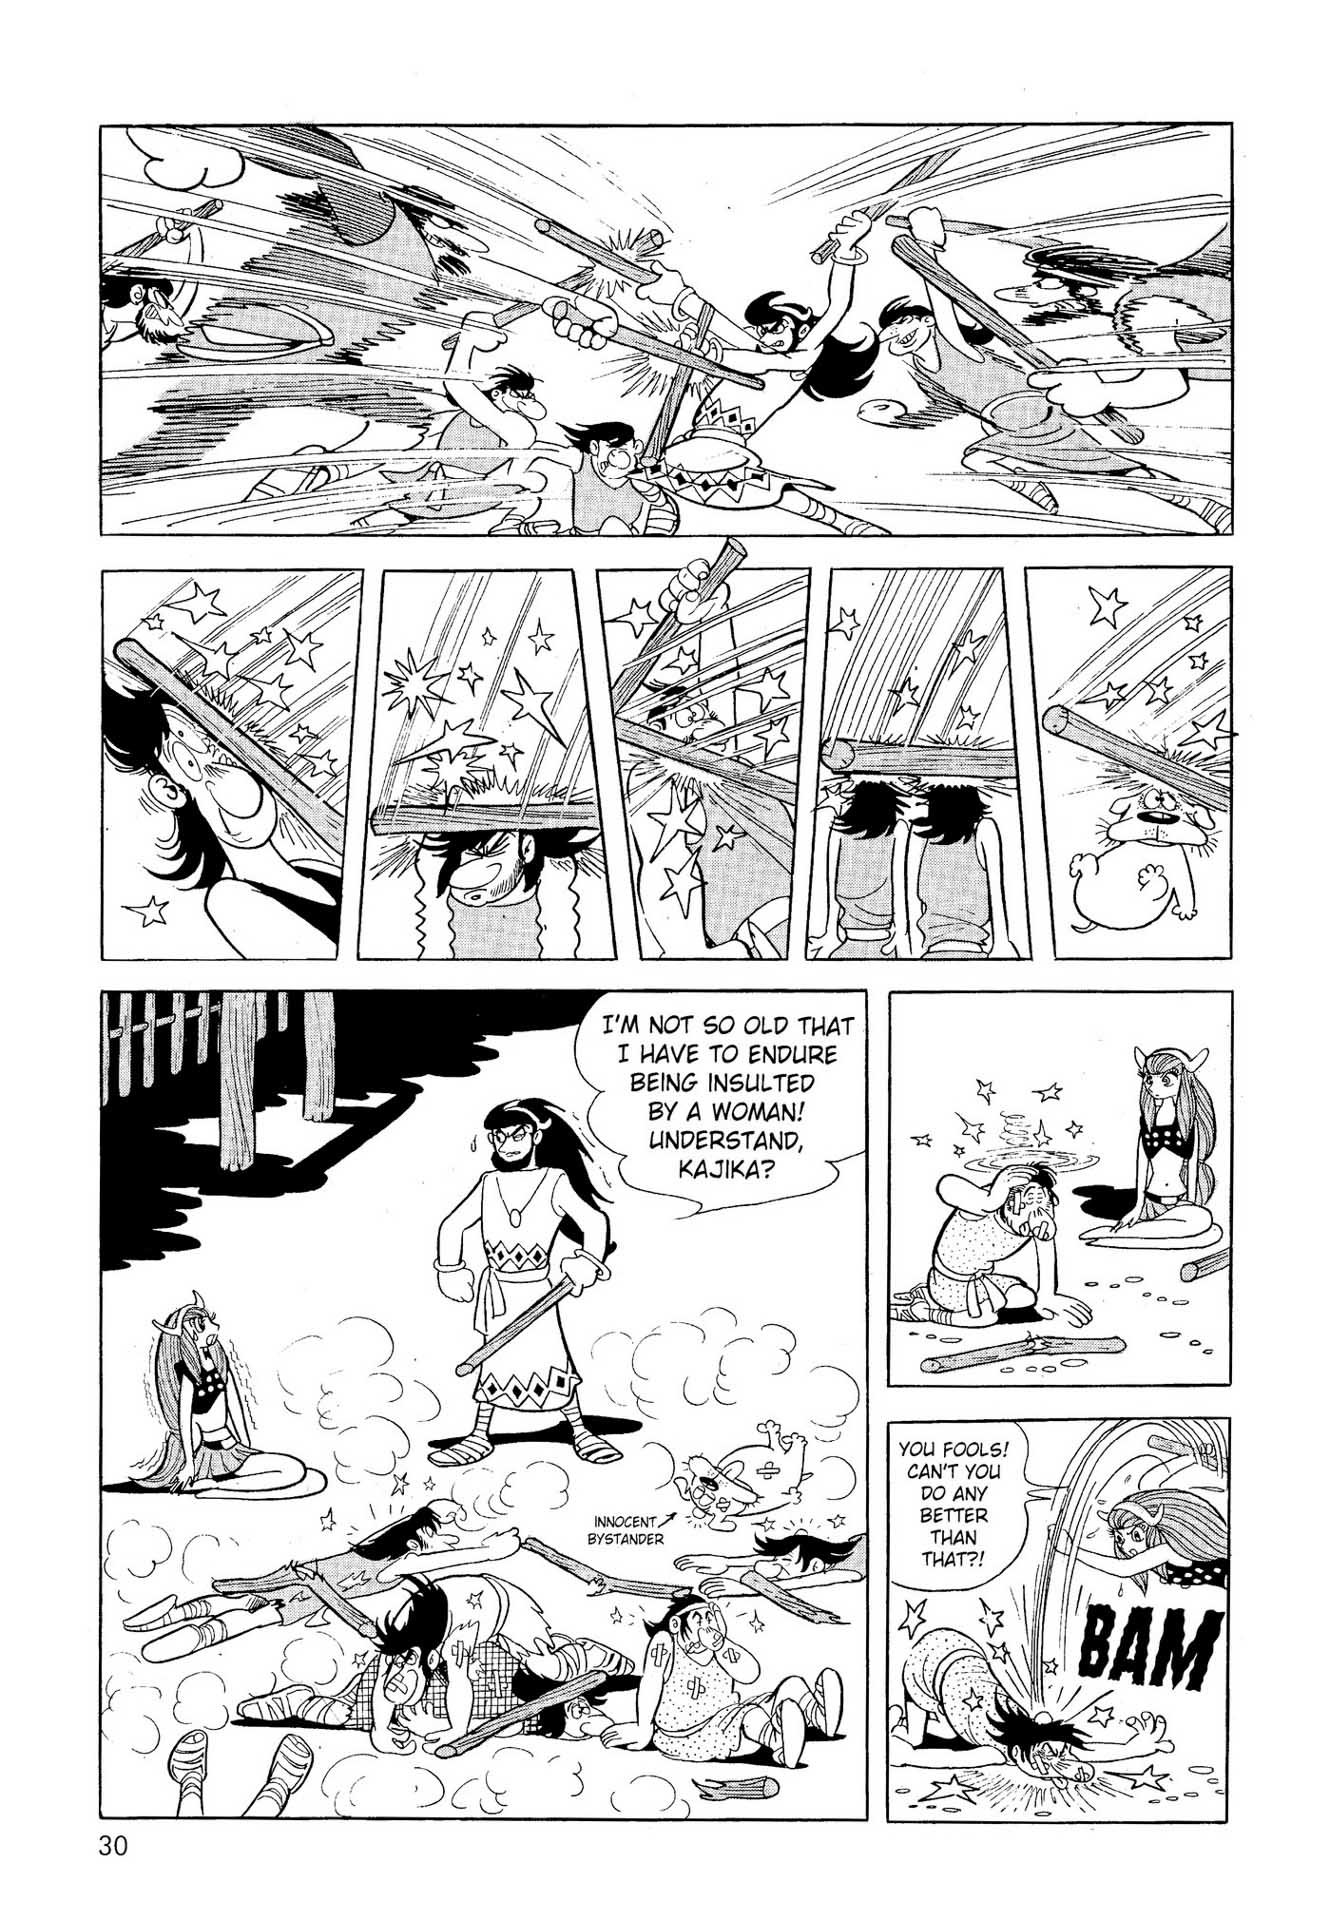 I'M NOT SO OLD THAT
I HAVE TO ENDURE
BEING INSULTED
BY A WOMAN!
UNDERSTAND,
KAJIKA?
INNOCENT
BYSTANDER
YOU FOOLS!
CAN'T YOU
DO ANY
BETTER
THAN
THAT?!
BAM
30